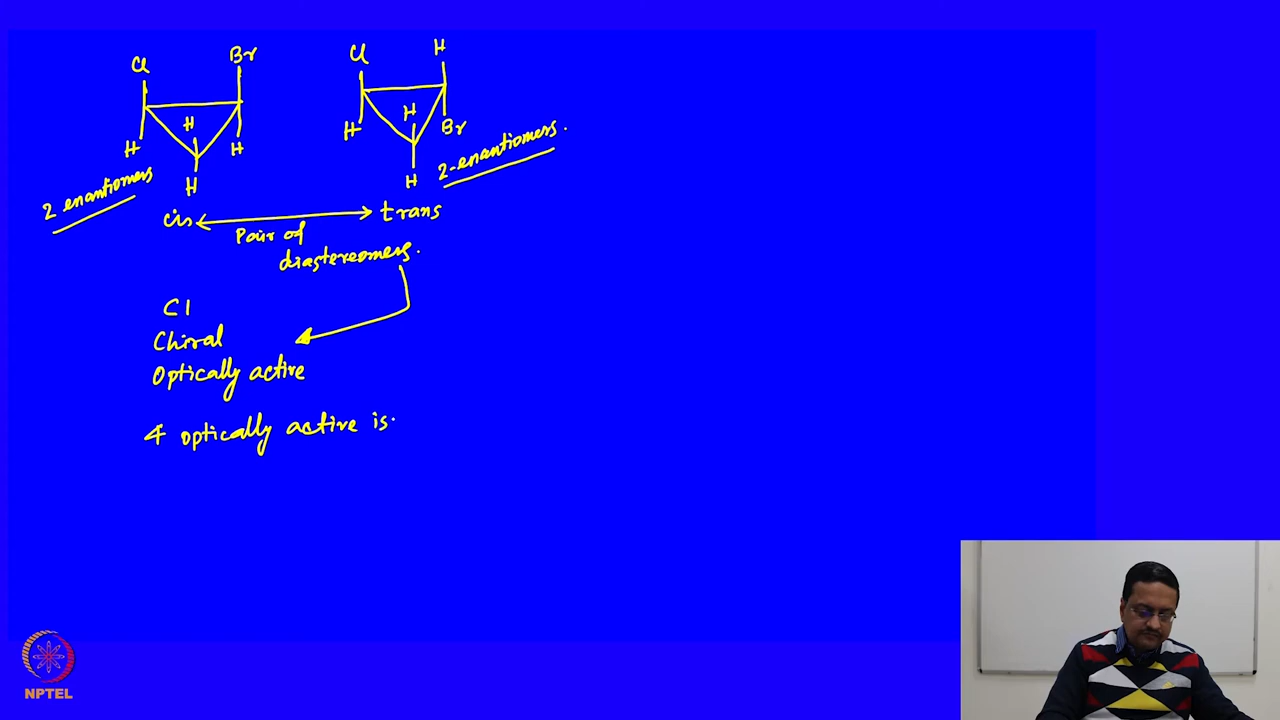 Cl Br Cl H
H H H H H Br
H H
2 enantiomers 2-enantiomers.
cis trans
Pair of
diastereomers.
C1
Chiral
Optically active
4 optically active is.
NPTEL